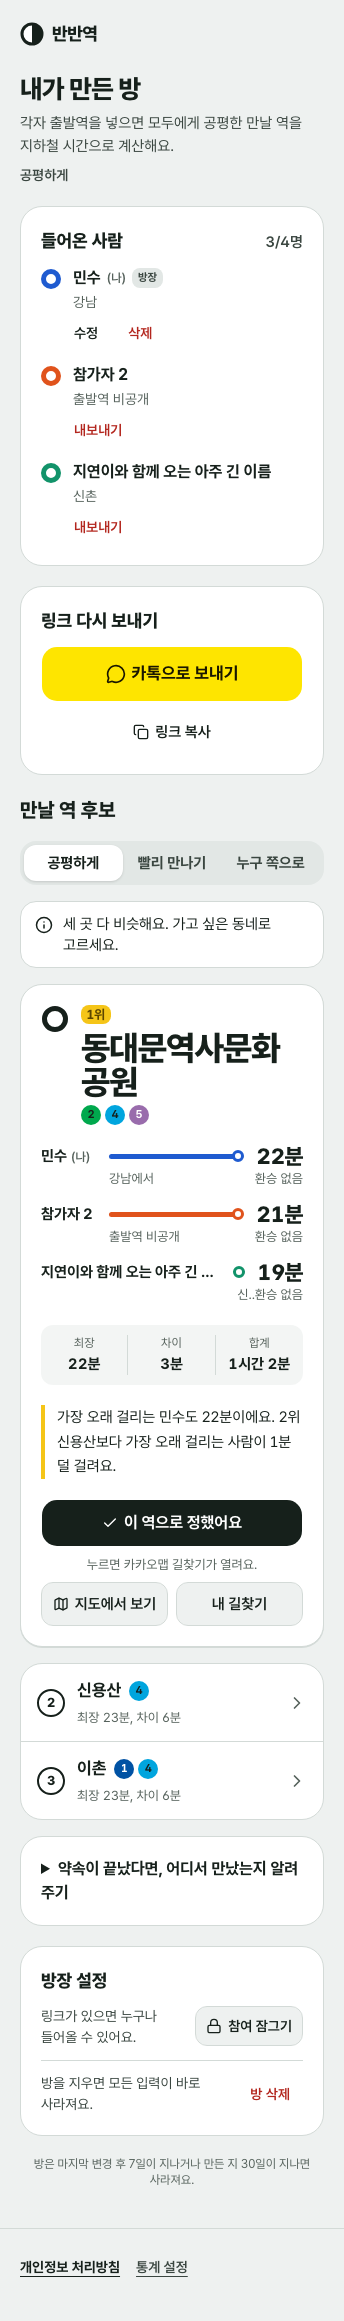 반반역
내가 만든 방
각자 출발역을 넣으면 모두에게 공평한 만날 역을
지하철 시간으로 계산해요.
공평하게
들어온 사람 3/4명
민수 (나) 방장
강남
수정 삭제
참가자 2
출발역 비공개
내보내기
지연이와 함께 오는 아주 긴 이름
신촌
내보내기
링크 다시 보내기
카톡으로 보내기
링크 복사
만날 역 후보
공평하게 빨리 만나기 누구 쪽으로
세 곳 다 비슷해요. 가고 싶은 동네로
고르세요.
1위
동대문역사문화
공원
2 4 5
민수 (나) 22분
강남에서 환승 없음
참가자 2 21분
출발역 비공개 환승 없음
지연이와 함께 오는 아주 긴 ... 19분
신..환승 없음
최장 차이 합계
22분 3분 1시간 2분
가장 오래 걸리는 민수도 22분이에요. 2위
신용산보다 가장 오래 걸리는 사람이 1분
덜 걸려요.
이 역으로 정했어요
누르면 카카오맵 길찾기가 열려요.
지도에서 보기 내 길찾기
2 신용산 4
최장 23분, 차이 6분
3 이촌 1 4
최장 23분, 차이 6분
약속이 끝났다면, 어디서 만났는지 알려
주기
방장 설정
링크가 있으면 누구나
들어올 수 있어요.
참여 잠그기
방을 지우면 모든 입력이 바로
사라져요.
방 삭제
방은 마지막 변경 후 7일이 지나거나 만든 지 30일이 지나면
사라져요.
개인정보 처리방침 통계 설정